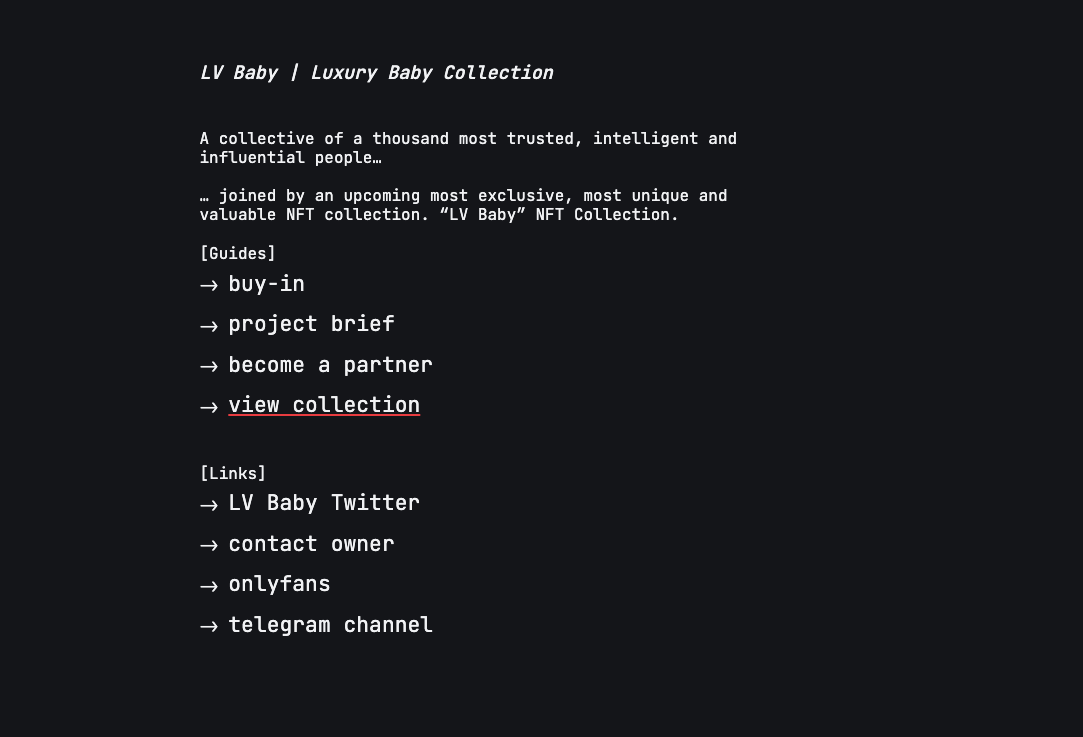 LV Baby | Luxury Baby Collection
A collective of a thousand most trusted, intelligent and
influential people…
… joined by an upcoming most exclusive, most unique and
valuable NFT collection. “LV Baby” NFT Collection.
[Guides]
→ buy-in
→ project brief
→ become a partner
→ view collection
[Links]
→ LV Baby Twitter
→ contact owner
→ onlyfans
→ telegram channel